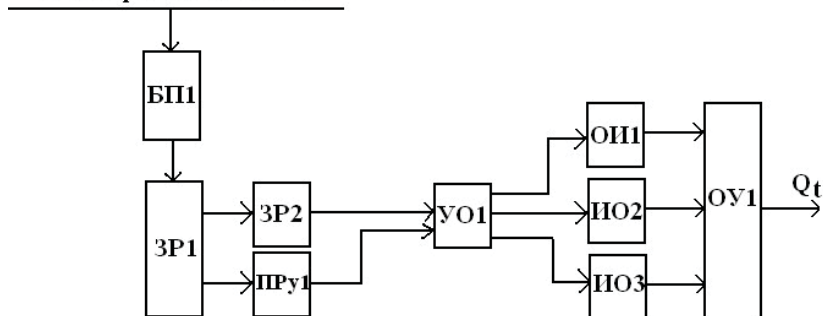 БП1
ЗР1
ЗР2
ПРу1
УО1
ОИ1
ИО2
ИО3
ОУ1
Qt